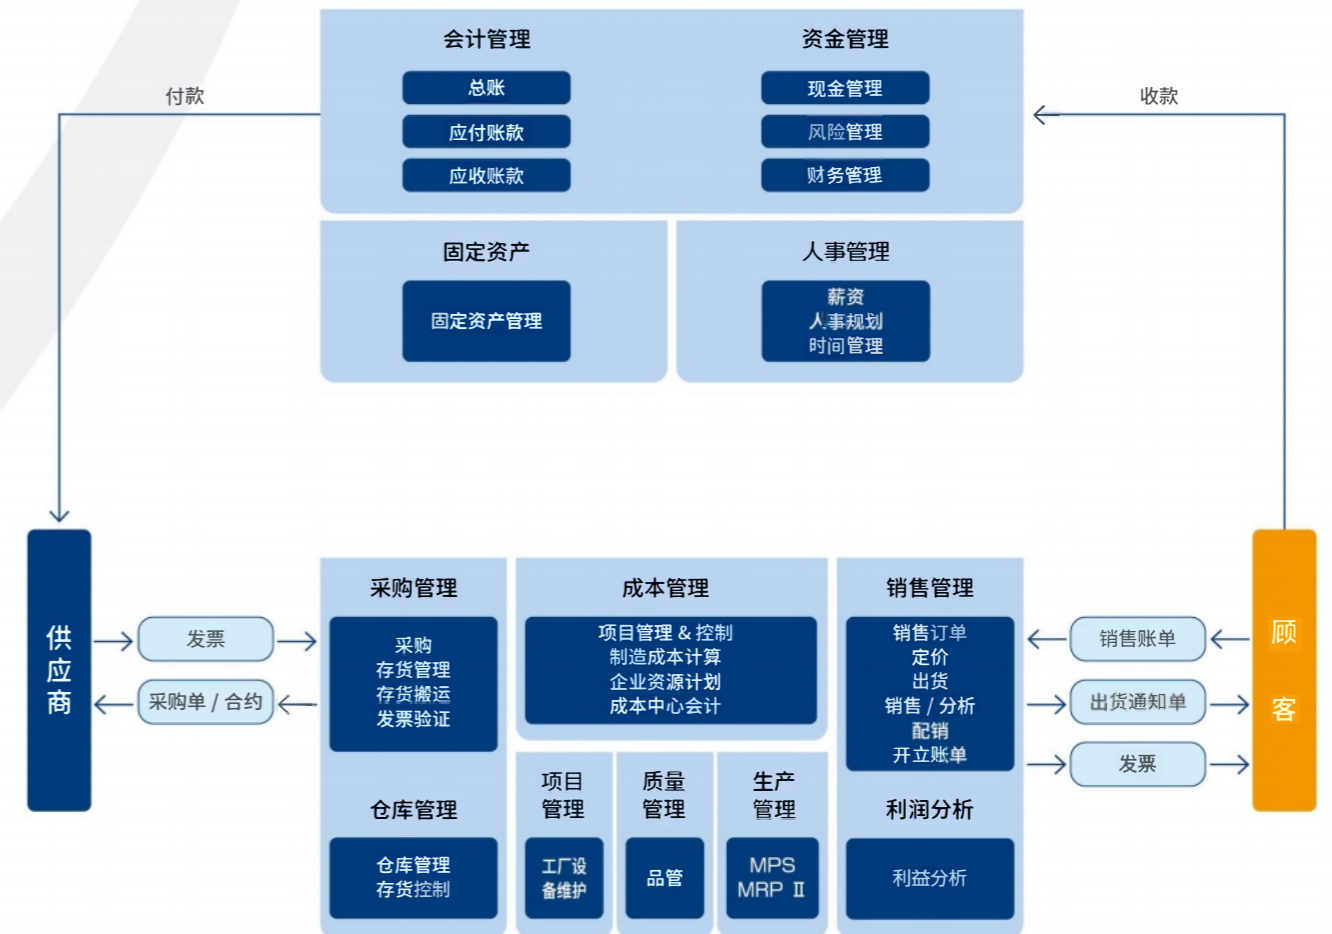 会计管理
总账
应付账款
应收账款
资金管理
现金管理
风险管理
财务管理
付款
收款
固定资产
固定资产管理
人事管理
薪资
人事规划
时间管理
供应商
发票
采购单 / 合约
采购管理
采购
存货管理
存货搬运
发票验证
仓库管理
仓库管理
存货控制
成本管理
项目管理 & 控制
制造成本计算
企业资源计划
成本中心会计
项目
管理
工厂设
备维护
质量
管理
品管
生产
管理
MPS
MRP Ⅱ
销售管理
销售订单
定价
出货
销售 / 分析
配销
开立账单
利润分析
利益分析
销售账单
出货通知单
发票
顾客